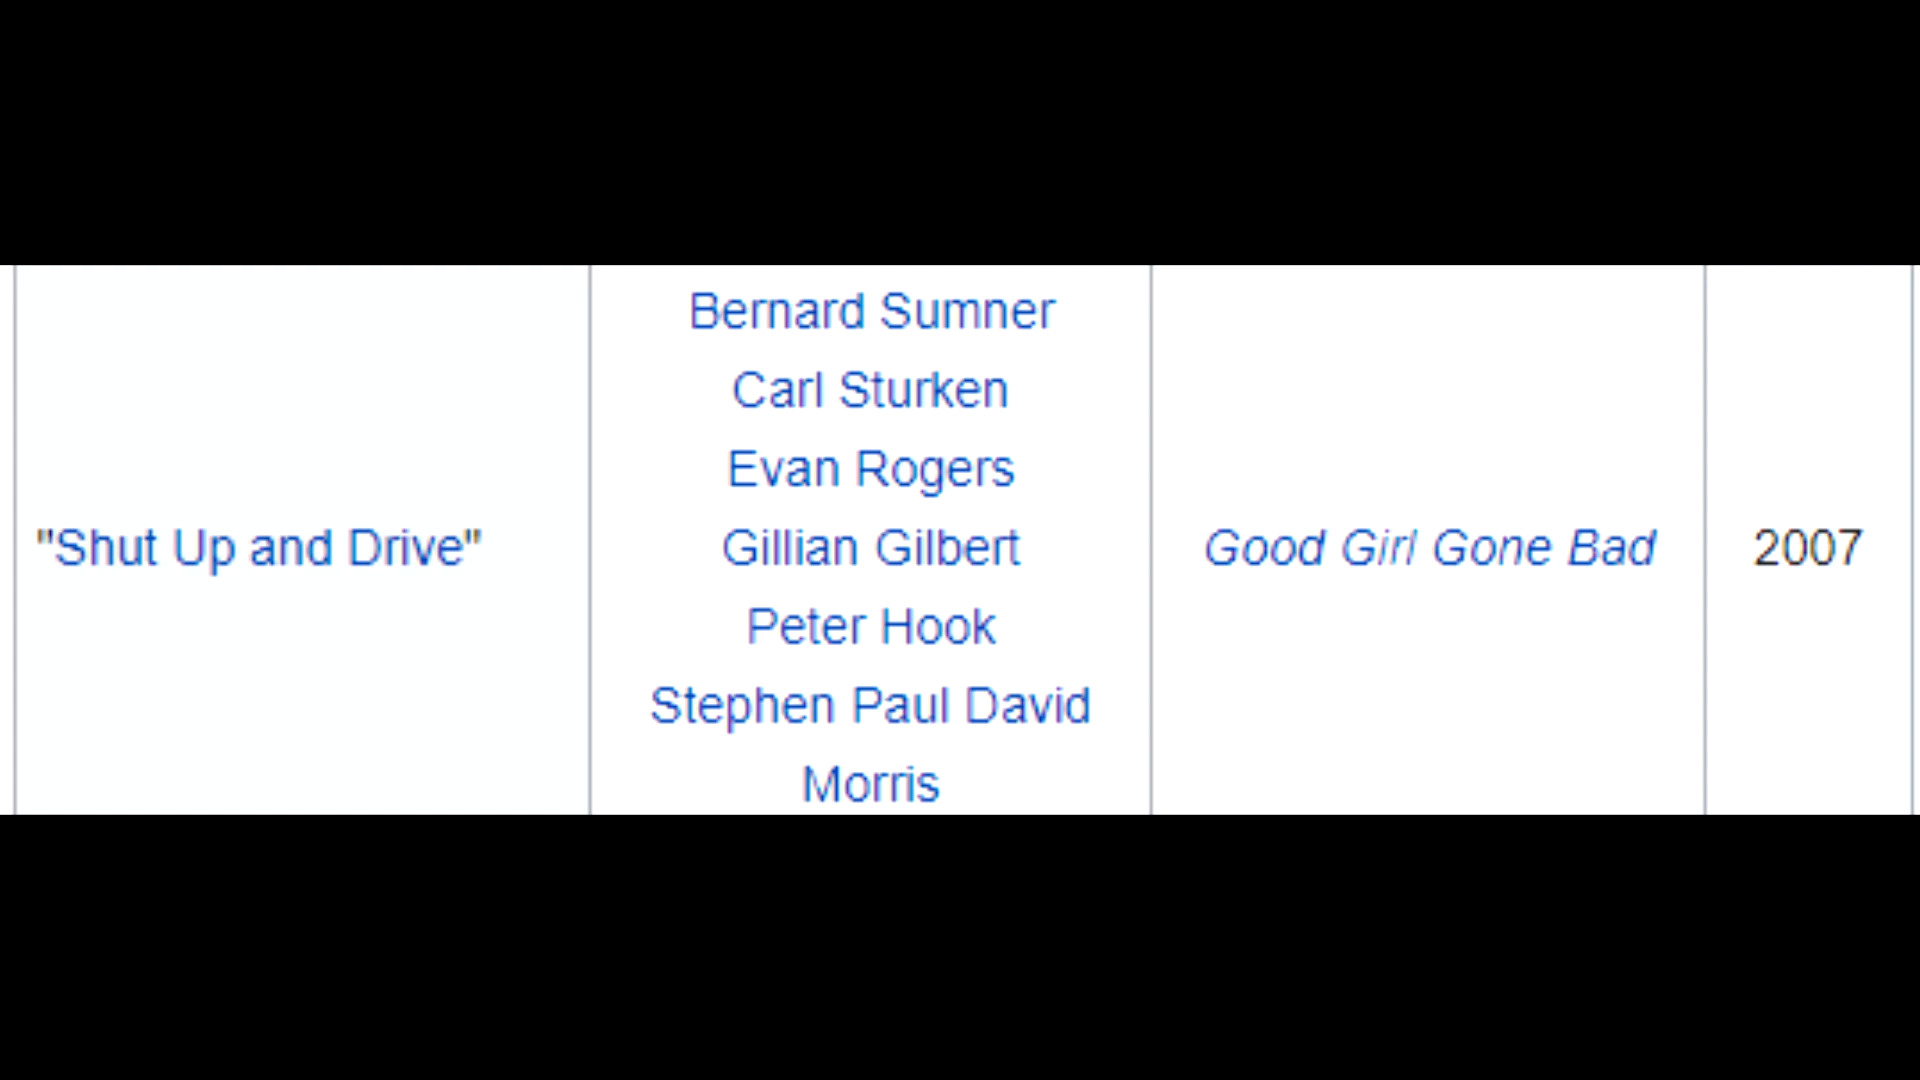 "Shut Up and Drive"
Bernard Sumner
Carl Sturken
Evan Rogers
Gillian Gilbert
Peter Hook
Stephen Paul David
Morris
Good Girl Gone Bad
2007